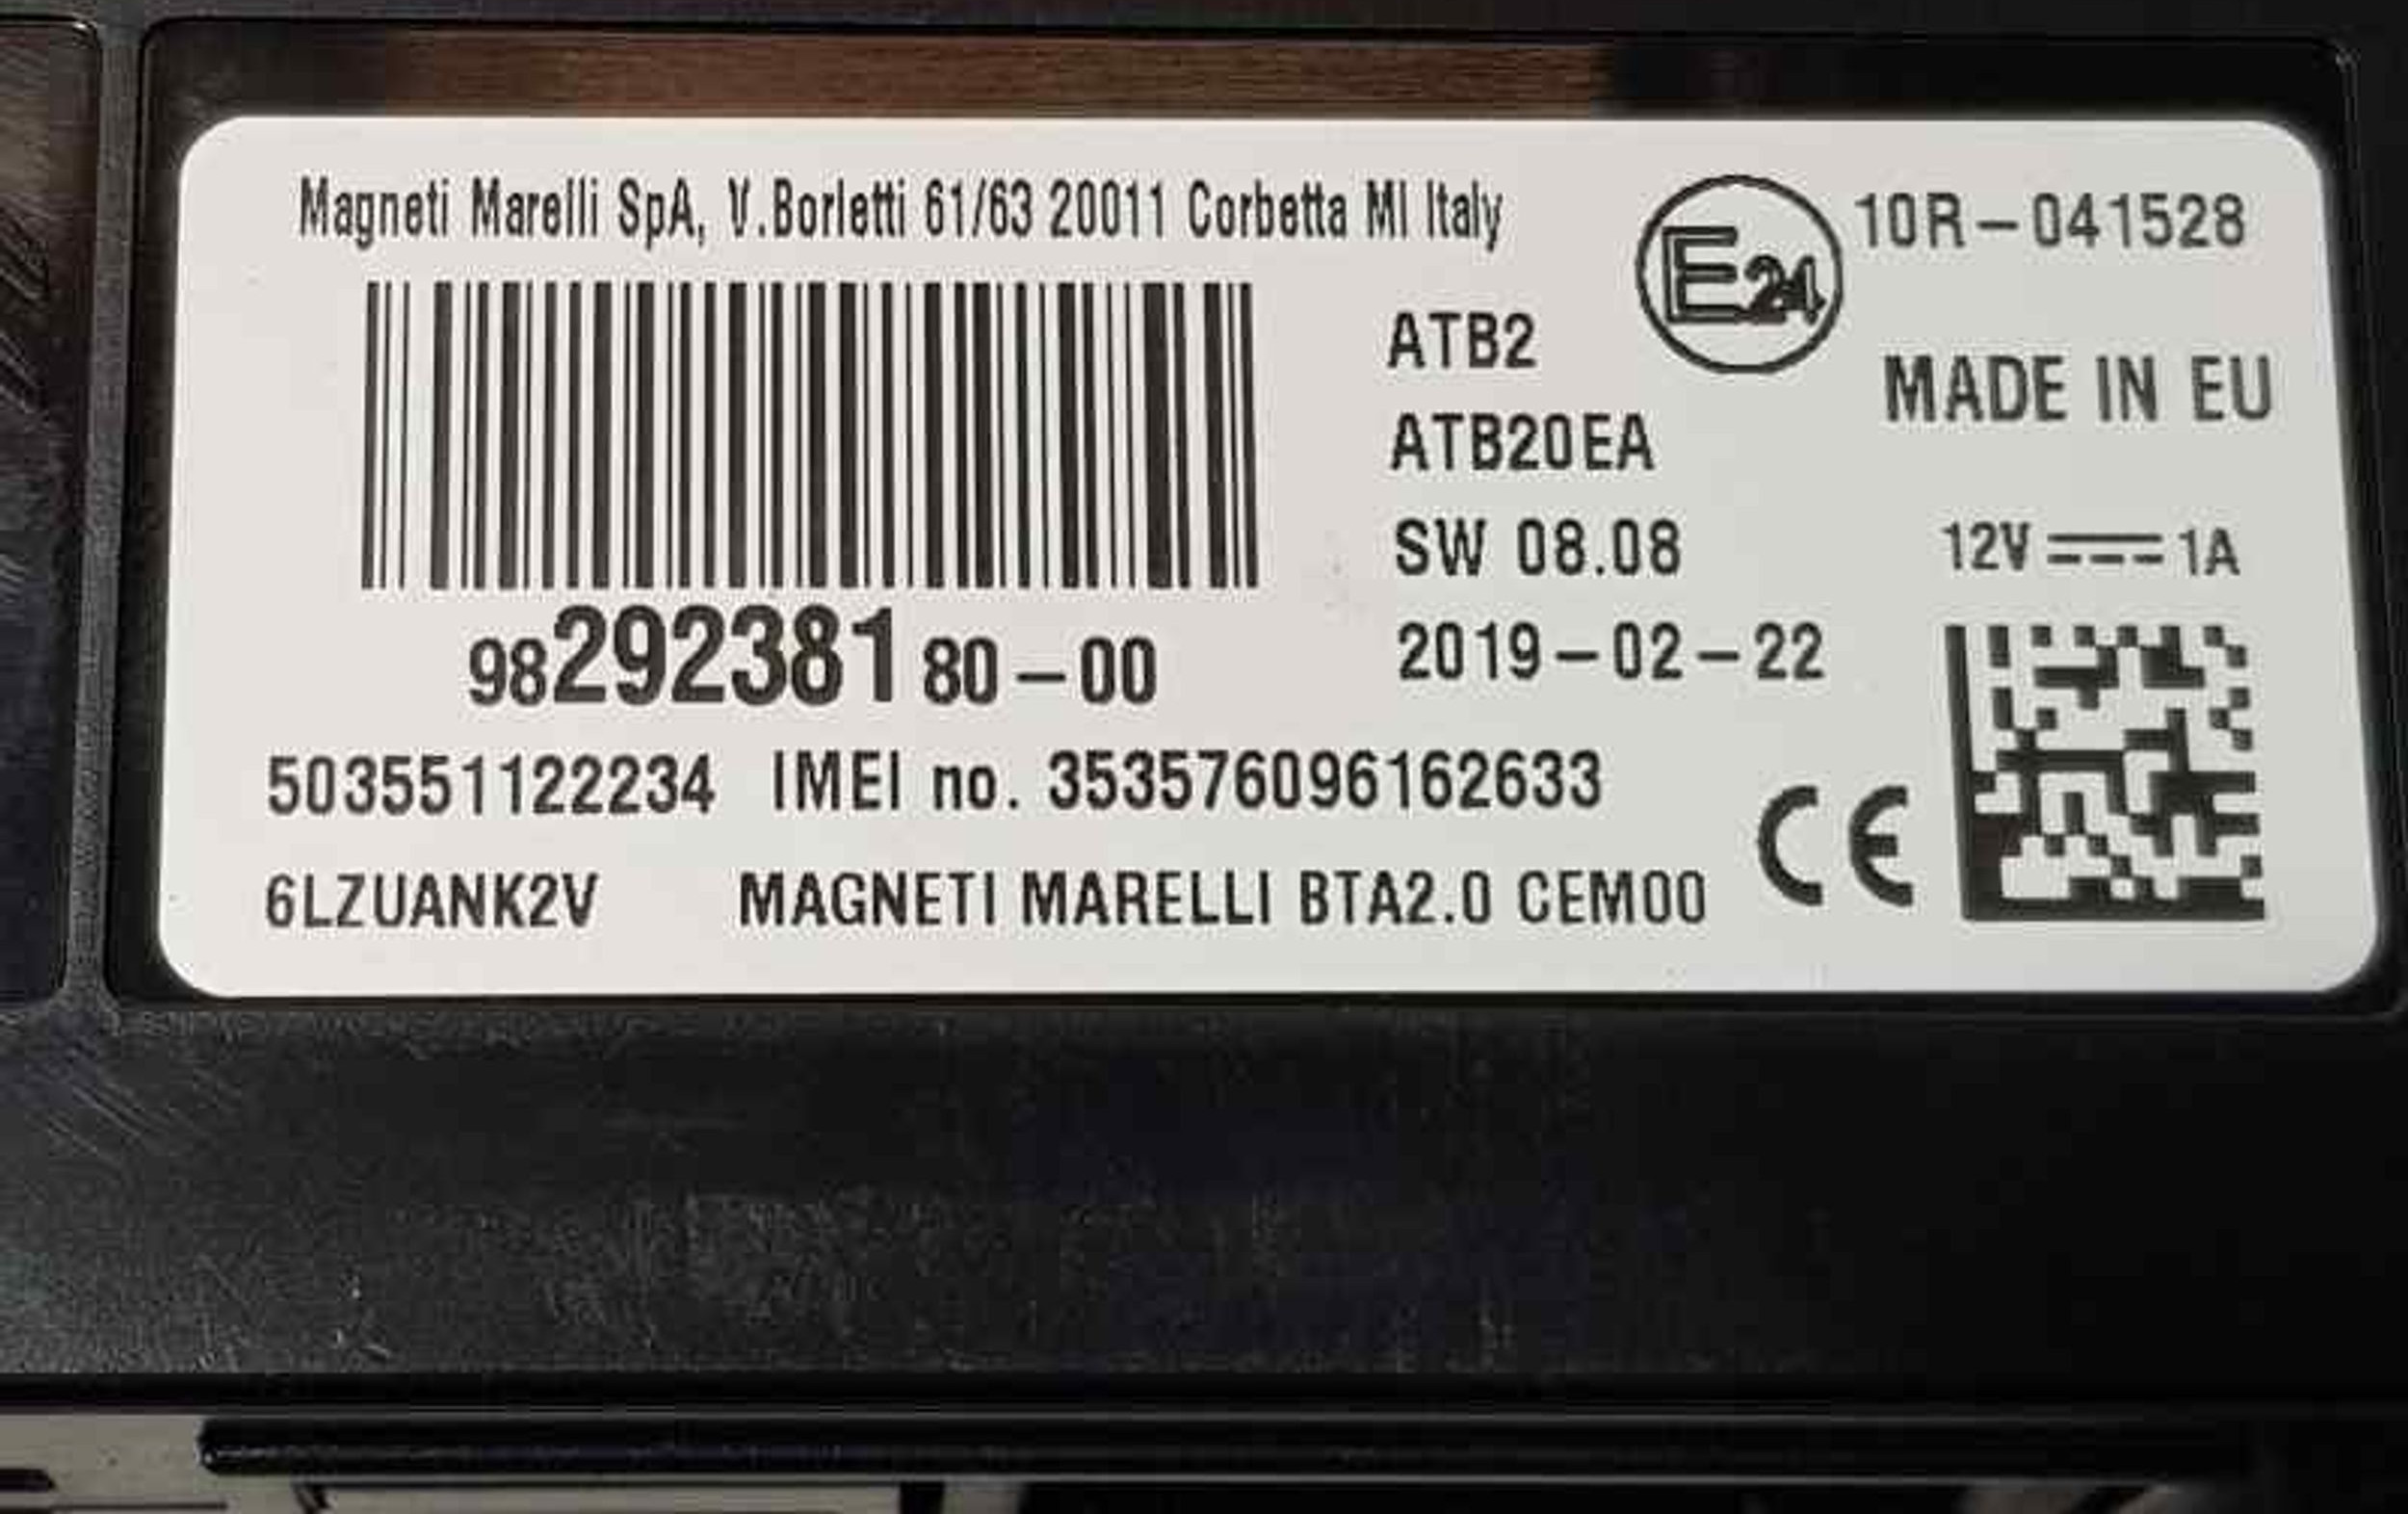 Magneti Marelli SpA, V.Borletti 61/63 20011 Corbetta MI Italy
E24 10R-041528
ATB2
MADE IN EU
ATB20EA
SW 08.08
12V 1A
2019-02-22
9829238180-00
503551122234 IMEI no. 353576096162633
CE
6LZUANK2V MAGNETI MARELLI BTA2.0 CEM00